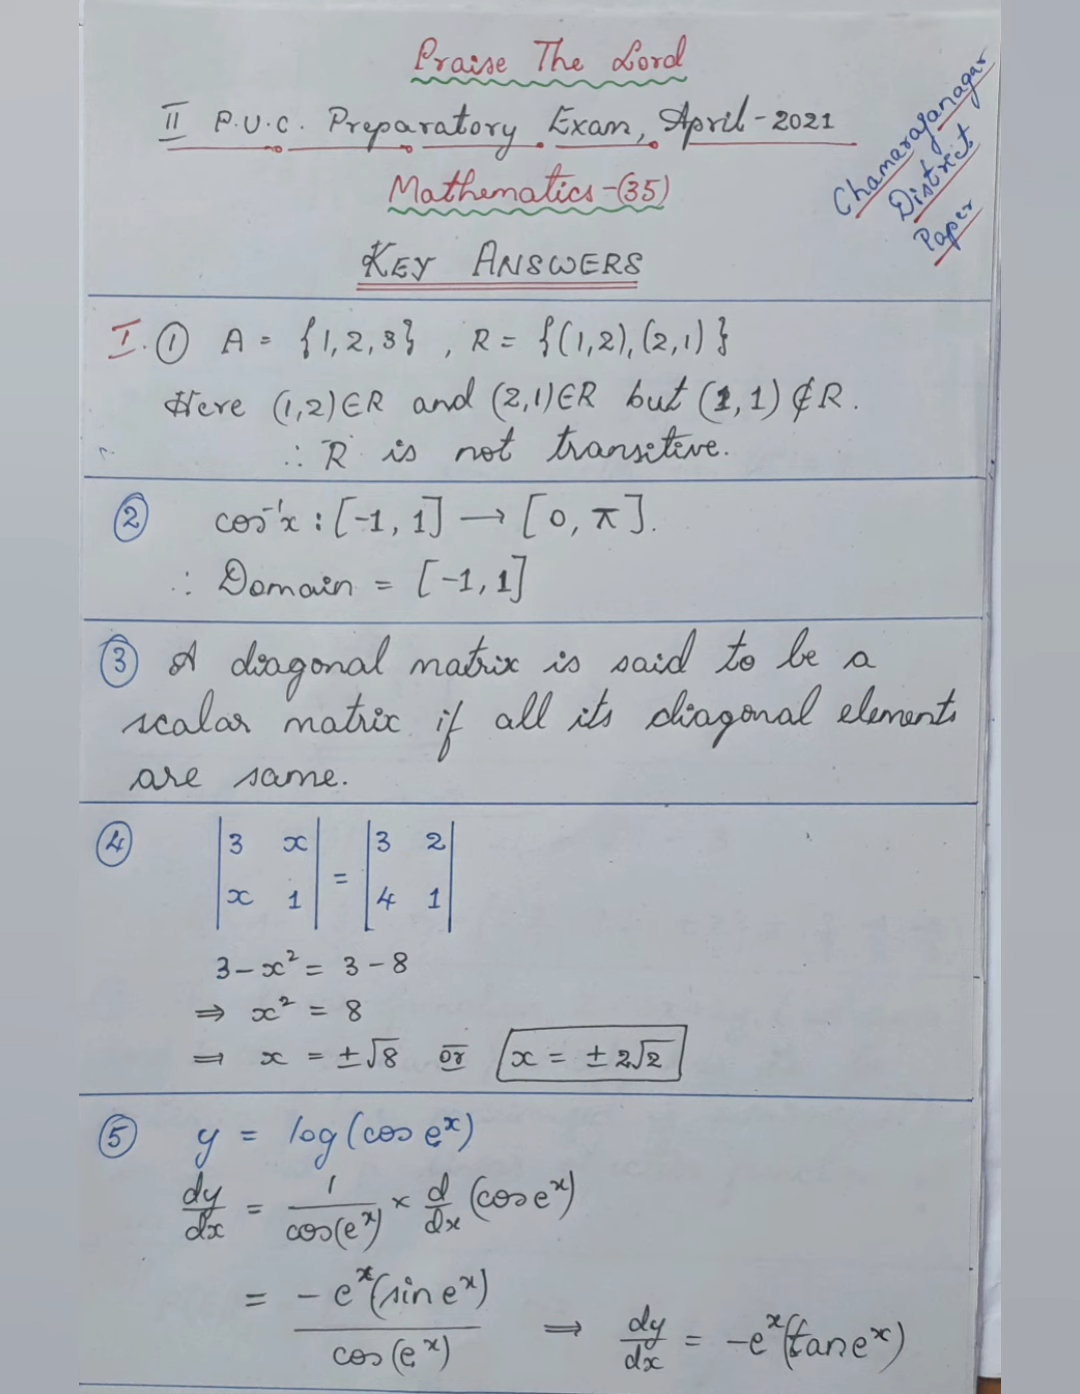 Praise The Lord
II P.U.C. Preparatory Exam, April-2021
Mathematics-(35)
Chamarajanagar
District
Paper
KEY ANSWERS
I. ① A = {1,2,3}, R = {(1,2),(2,1)}
Here (1,2)∈R and (2,1)∈R but (1,1)∉R.
∴ R is not transitive.
② cos⁻¹x : [-1, 1] → [0, π].
∴ Domain = [-1, 1]
③ A diagonal matrix is said to be a
scalar matrix if all its diagonal elements
are same.
④ |3 x| = |3 2|
|x 1| |4 1|
3 - x² = 3 - 8
⇒ x² = 8
⇒ x = ±√8 or x = ±2√2
⑤ y = log(cos eˣ)
dy/dx = 1/cos(eˣ) × d/dx (cos eˣ)
= -eˣ(sin eˣ)/cos(eˣ) ⇒ dy/dx = -eˣ(tan eˣ)